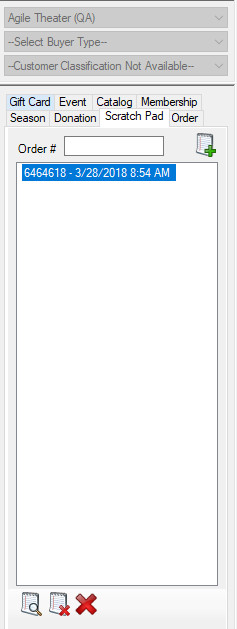 Agile Theater (QA)
--Select Buyer Type--
--Customer Classification Not Available--
Gift Card Event Catalog Membership
Season Donation Scratch Pad Order
Order #
6464618 - 3/28/2018 8:54 AM